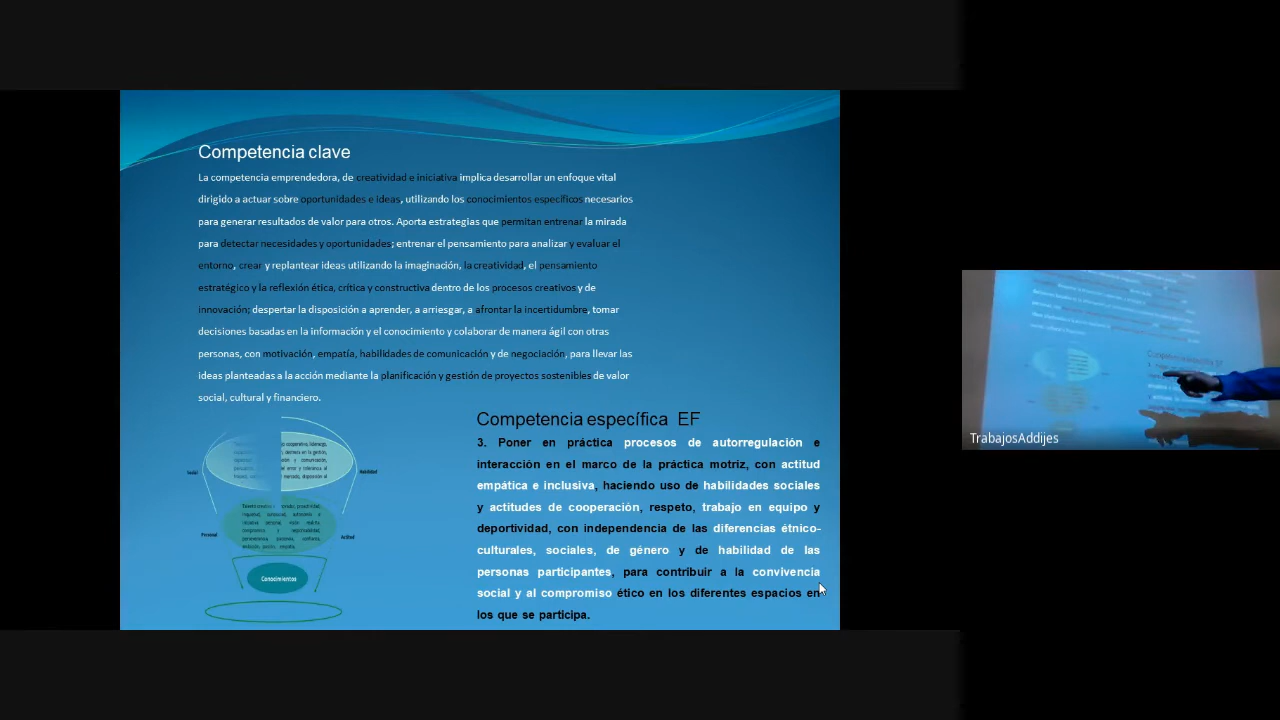 Competencia clave
La competencia emprendedora, de creatividad e iniciativa implica desarrollar un enfoque vital
dirigido a actuar sobre oportunidades e ideas, utilizando los conocimientos específicos necesarios
para generar resultados de valor para otros. Aporta estrategias que permitan entrenar la mirada
para detectar necesidades y oportunidades; entrenar el pensamiento para analizar y evaluar el
entorno, crear y replantear ideas utilizando la imaginación, la creatividad, el pensamiento
estratégico y la reflexión ética, crítica y constructiva dentro de los procesos creativos y de
innovación; despertar la disposición a aprender, a arriesgar, a afrontar la incertidumbre, tomar
decisiones basadas en la información y el conocimiento y colaborar de manera ágil con otras
personas, con motivación, empatía, habilidades de comunicación y de negociación, para llevar las
ideas planteadas a la acción mediante la planificación y gestión de proyectos sostenibles de valor
social, cultural y financiero.
Social
Habilidad
Personal
Actitud
Conocimientos
Competencia específica EF
3. Poner en práctica procesos de autorregulación e
interacción en el marco de la práctica motriz, con actitud
empática e inclusiva, haciendo uso de habilidades sociales
y actitudes de cooperación, respeto, trabajo en equipo y
deportividad, con independencia de las diferencias étnico-
culturales, sociales, de género y de habilidad de las
personas participantes, para contribuir a la convivencia
social y al compromiso ético en los diferentes espacios en
los que se participa.
TrabajosAddijes